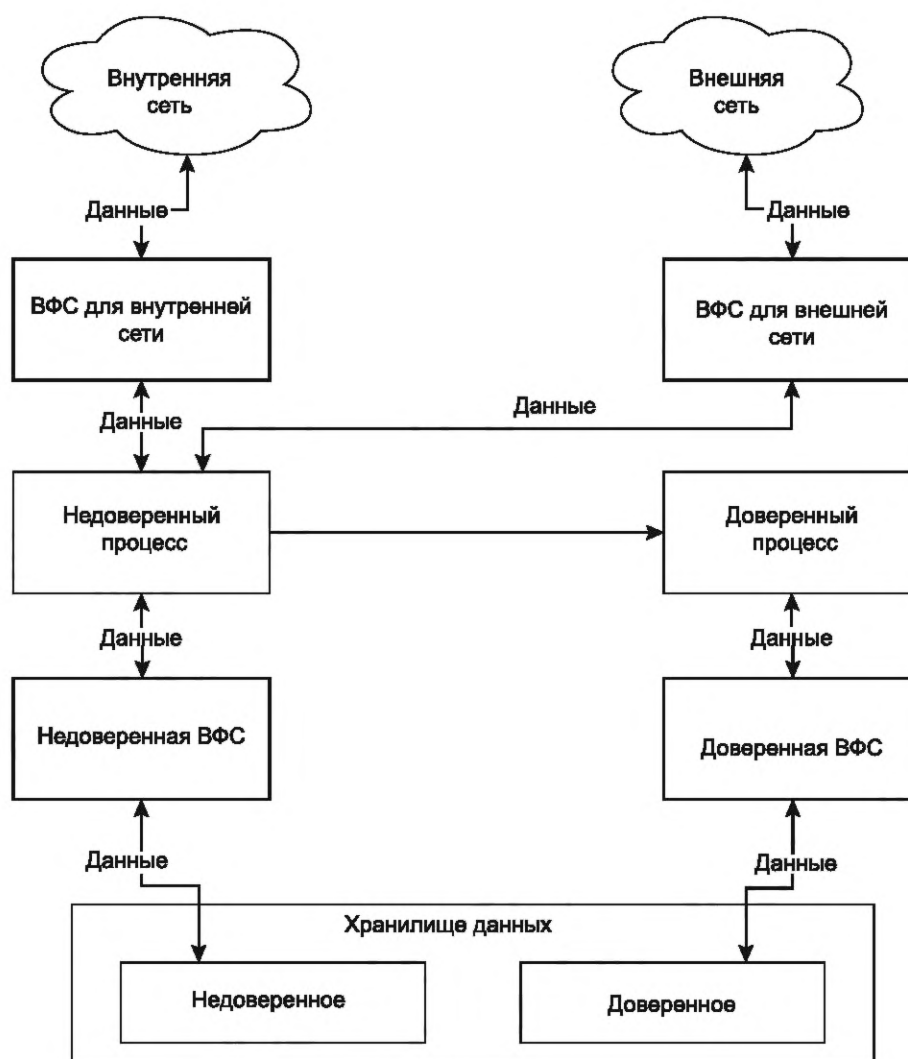 Внутренняя
сеть
Внешняя
сеть
Данные
Данные
ВФС для внутренней
сети
ВФС для внешней
сети
Данные
Данные
Недоверенный
процесс
Доверенный
процесс
Данные
Данные
Недоверенная ВФС
Доверенная ВФС
Данные
Данные
Хранилище данных
Недоверенное
Доверенное